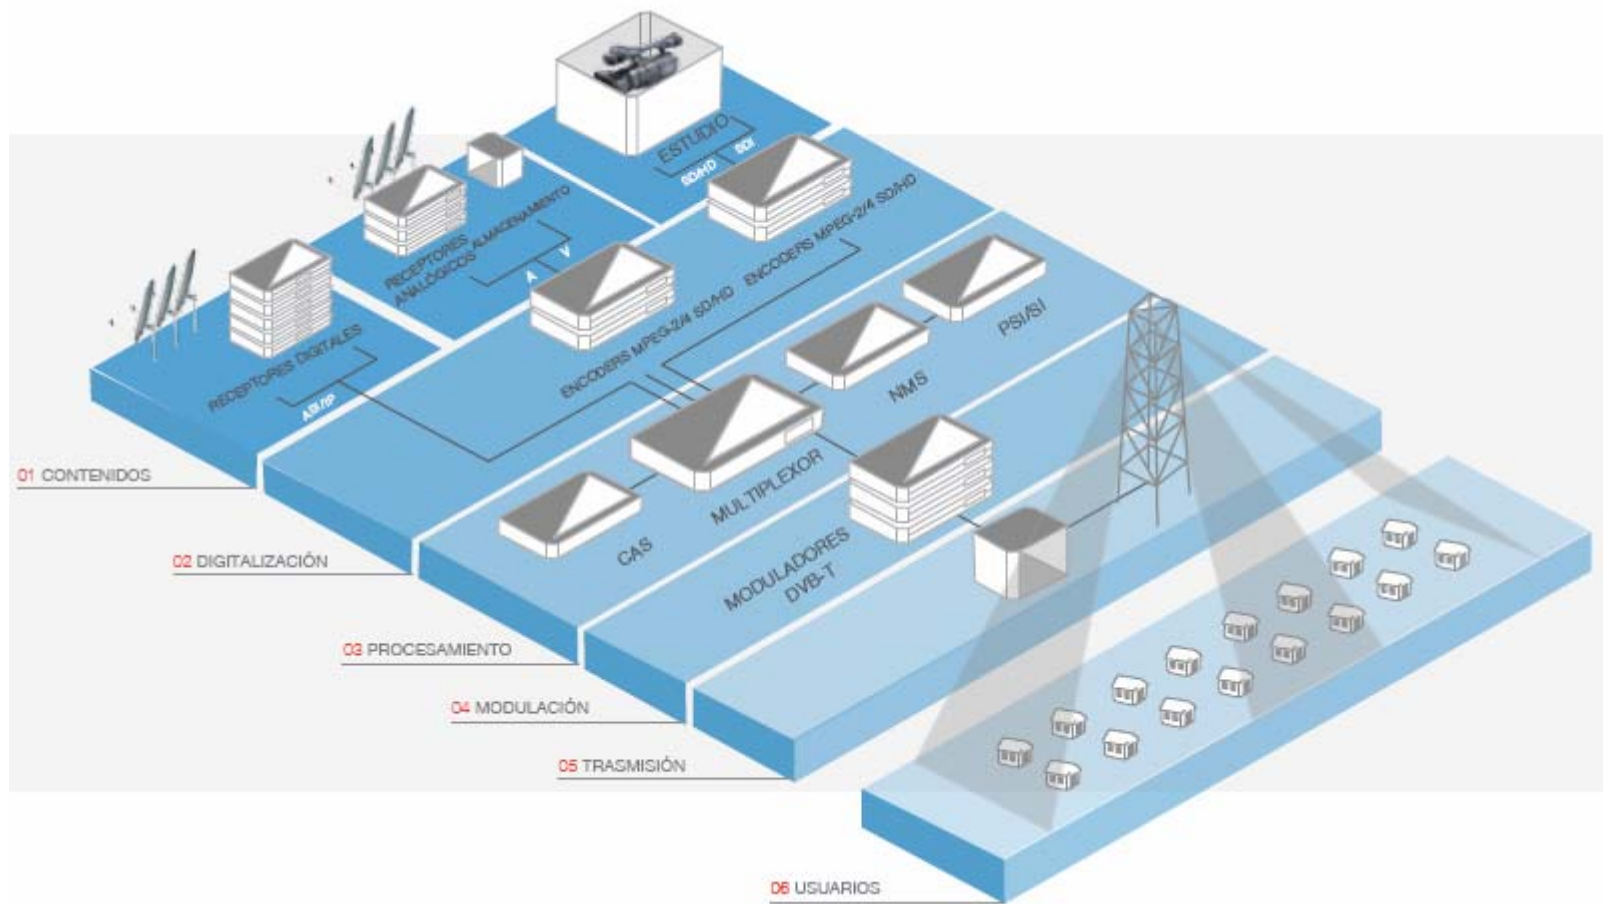 ESTUDIO
SD/HD
SDI
RECEPTORES
ANALÓGICOS
ALMACENAMIENTO
A
V
ENCODERS MPEG-2/4 SD/HD
ENCODERS MPEG-2/4 SD/HD
RECEPTORES DIGITALES
ASI/IP
PSI/SI
NMS
MULTIPLEXOR
CAS
MODULADORES
DVB-T
01 CONTENIDOS
02 DIGITALIZACIÓN
03 PROCESAMIENTO
04 MODULACIÓN
05 TRASMISIÓN
06 USUARIOS